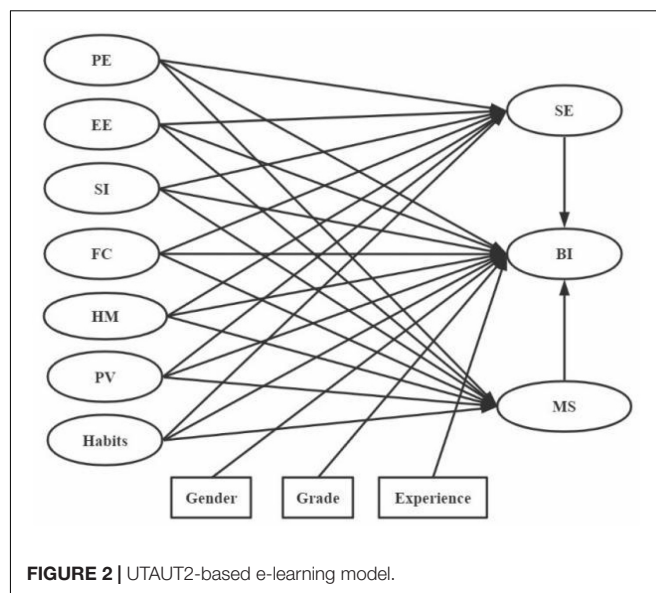 PE
EE
SI
FC
HM
PV
Habits
SE
BI
MS
Gender Grade Experience
FIGURE 2 | UTAUT2-based e-learning model.